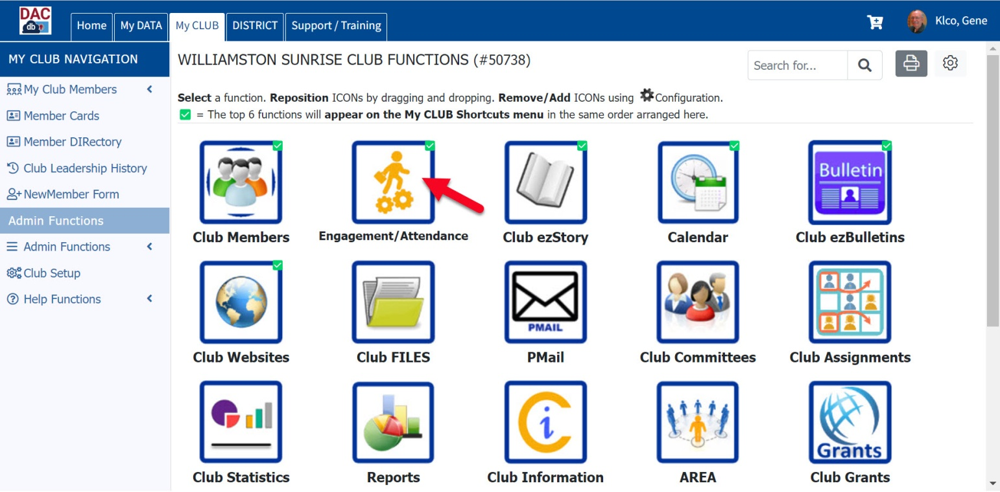 DAC
db
Home
My DATA
My CLUB
DISTRICT
Support / Training
Klco, Gene
MY CLUB NAVIGATION
My Club Members
Member Cards
Member DIRectory
Club Leadership History
NewMember Form
Admin Functions
Admin Functions
Club Setup
Help Functions
WILLIAMSTON SUNRISE CLUB FUNCTIONS (#50738)
Search for...
Select a function. Reposition ICONs by dragging and dropping. Remove/Add ICONs using Configuration.
= The top 6 functions will appear on the My CLUB Shortcuts menu in the same order arranged here.
Club Members
Engagement/Attendance
Club ezStory
Calendar
Bulletin
Club ezBulletins
Club Websites
Club FILES
PMAIL
PMail
Club Committees
Club Assignments
Club Statistics
Reports
Ci
Club Information
AREA
Grants
Club Grants